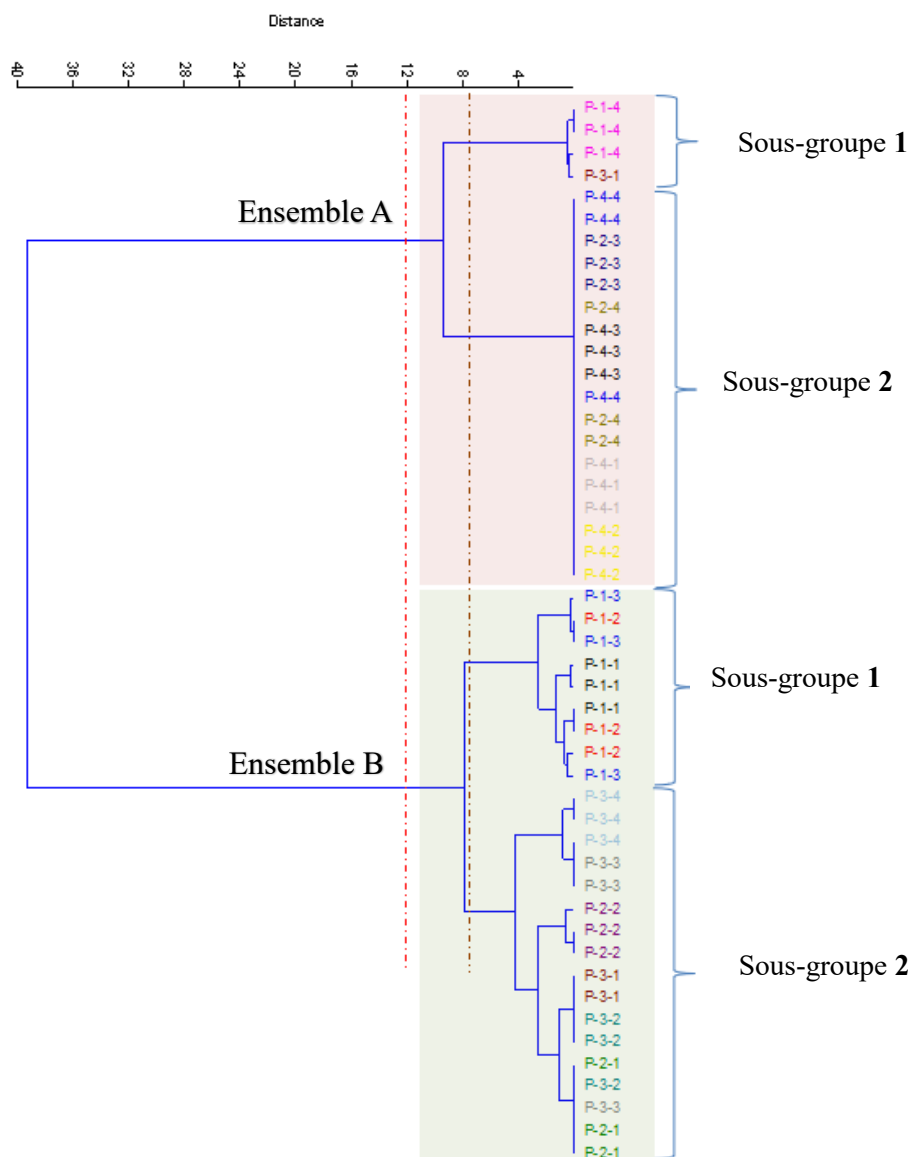 Distance
40 36 32 28 24 20 16 12 8 4
P-1-4
P-1-4
Sous-groupe 1
P-1-4
P-3-1
P-4-4
Ensemble A
P-4-4
P-2-3
P-2-3
P-2-3
P-2-4
P-4-3
P-4-3
P-4-3
Sous-groupe 2
P-4-4
P-2-4
P-2-4
P-4-1
P-4-1
P-4-1
P-4-2
P-4-2
P-4-2
P-1-3
P-1-2
P-1-3
P-1-1
Sous-groupe 1
P-1-1
P-1-1
P-1-2
P-1-2
Ensemble B
P-1-3
P-3-4
P-3-4
P-3-4
P-3-3
P-3-3
P-2-2
P-2-2
P-2-2
Sous-groupe 2
P-3-1
P-3-1
P-3-2
P-3-2
P-2-1
P-3-2
P-3-3
P-2-1
P-2-1